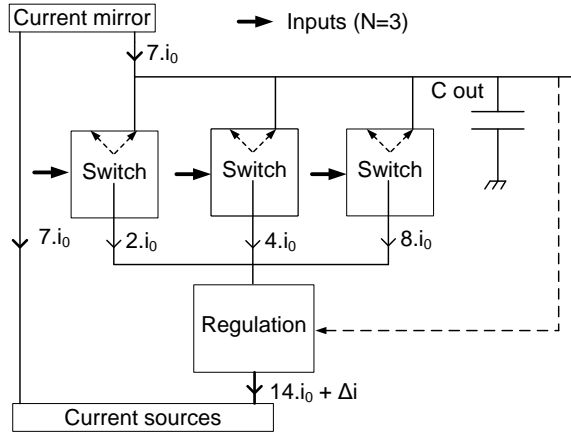 Current mirror
Inputs (N=3)
7.i₀
C out
Switch
Switch
Switch
7.i₀
2.i₀
4.i₀
8.i₀
Regulation
14.i₀ + Δi
Current sources